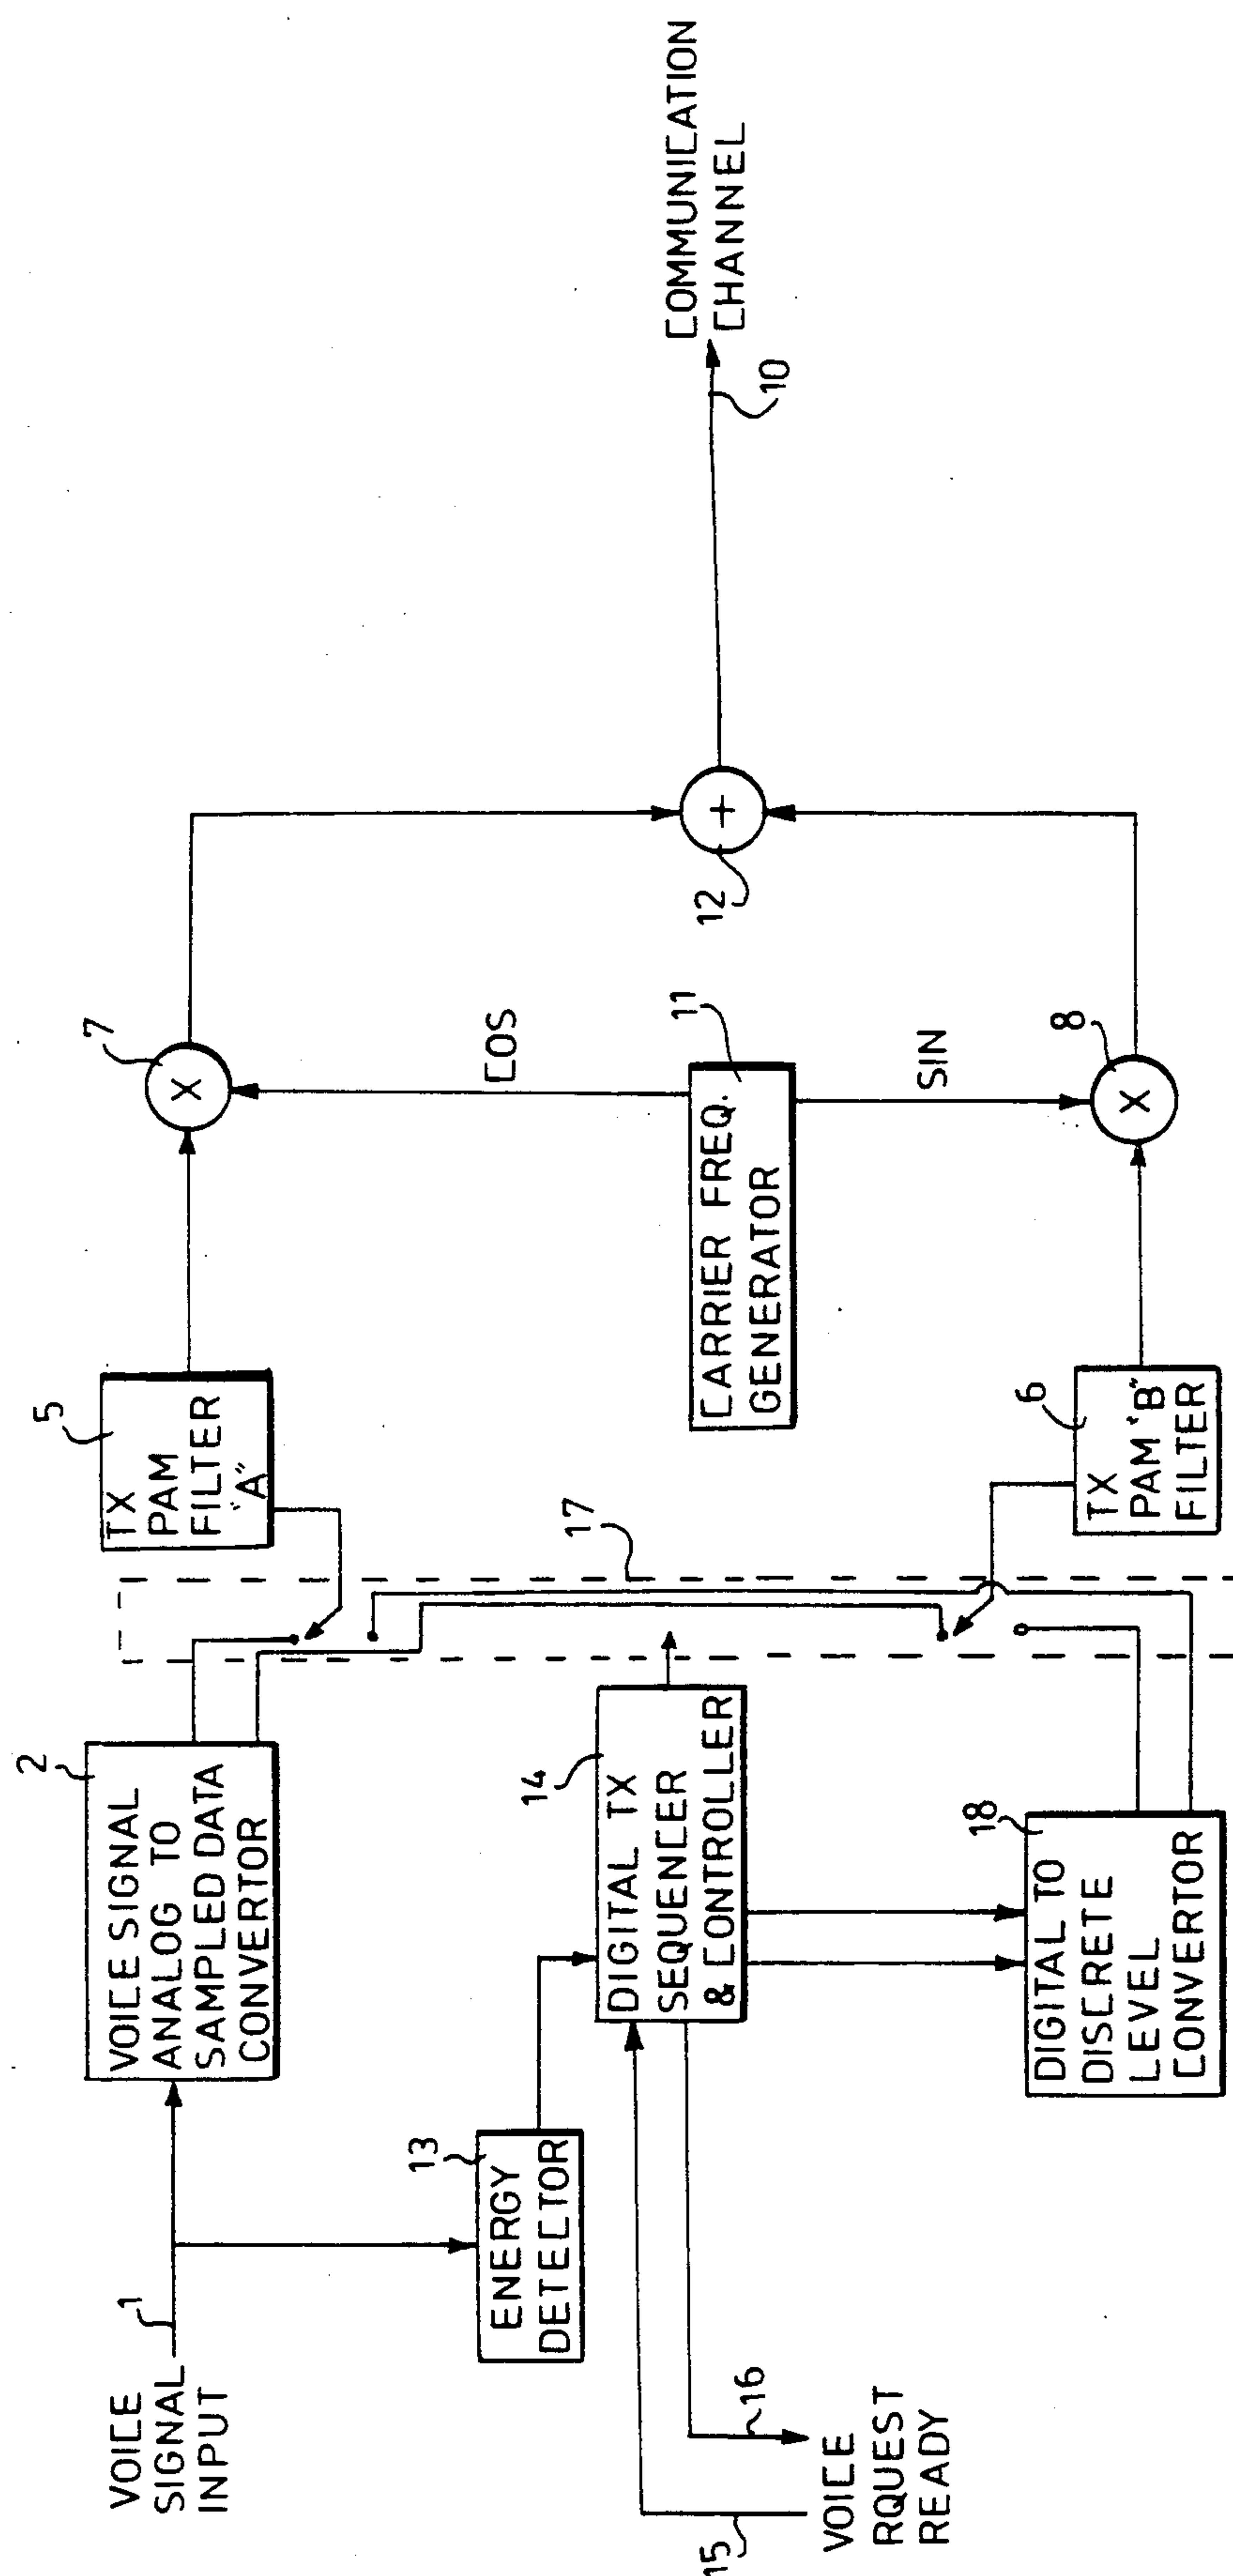 VOICE
SIGNAL
INPUT
1
2
VOICE SIGNAL
ANALOG TO
SAMPLED DATA
CONVERTOR
5
TX
PAM
FILTER
"A"
7
X
13
ENERGY
DETECTOR
14
DIGITAL TX
SEQUENCER
& CONTROLLER
17
COS
CARRIER FREQ.
GENERATOR
11
SIN
12
+
10
COMMUNICATION
CHANNEL
15
16
VOICE
RQUEST
READY
18
DIGITAL TO
DISCRETE
LEVEL
CONVERTOR
6
TX
PAM "B"
FILTER
8
X